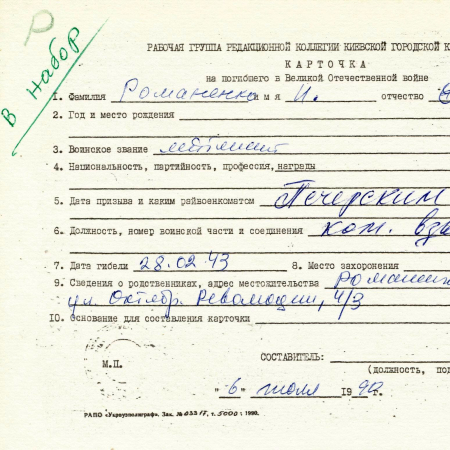 Р
В набор
РАБОЧАЯ ГРУППА РЕДАКЦИОННОЙ КОЛЛЕГИИ КИЕВСКОЙ ГОРОДСКОЙ К
КАРТОЧКА
на погибшего в Великой Отечественной войне
1. Фамилия Романенко имя И. отчество
2. Год и место рождения
3. Воинское звание лейтенант
4. Национальность, партийность, профессия, награды
5. Дата призыва и каким райвоенкоматом Печерским
6. Должность, номер воинской части и соединения ком. взв
7. Дата гибели 28.02.43 8. Место захоронения
9. Сведения о родственниках, адрес местожительства Романенк
ул. Октябр. Революции, 4/3
10. Основание для составления карточки
СОСТАВИТЕЛЬ:
М.П. (должность, под
"6" июля 1990г.
РАПО «Укрвузполиграф». Зак. № 0331Г, т. 5000: 1990.